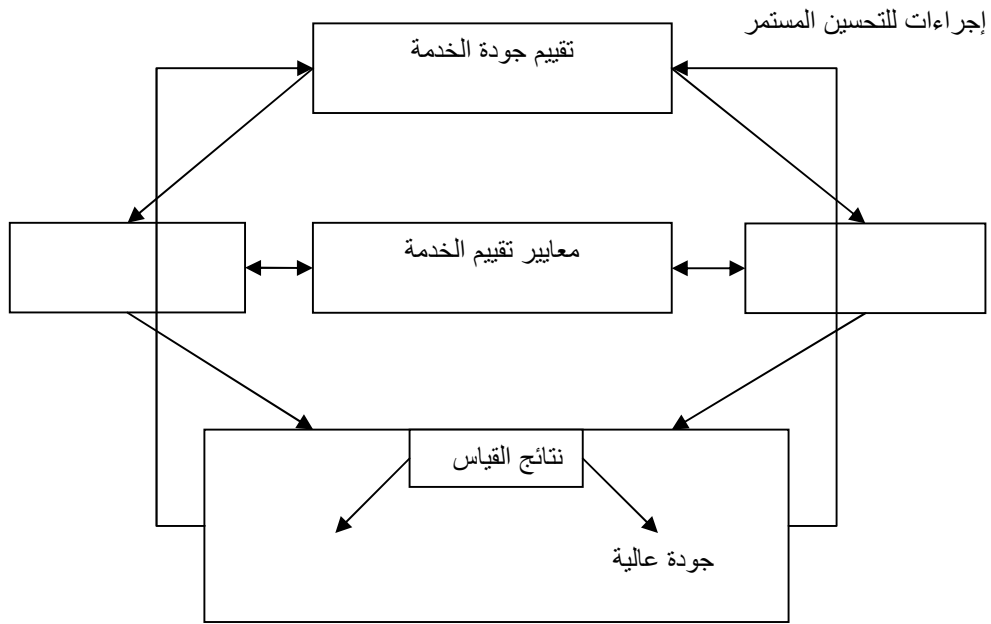 إجراءات للتحسين المستمر
تقييم جودة الخدمة
معايير تقييم الخدمة
نتائج القياس
جودة عالية